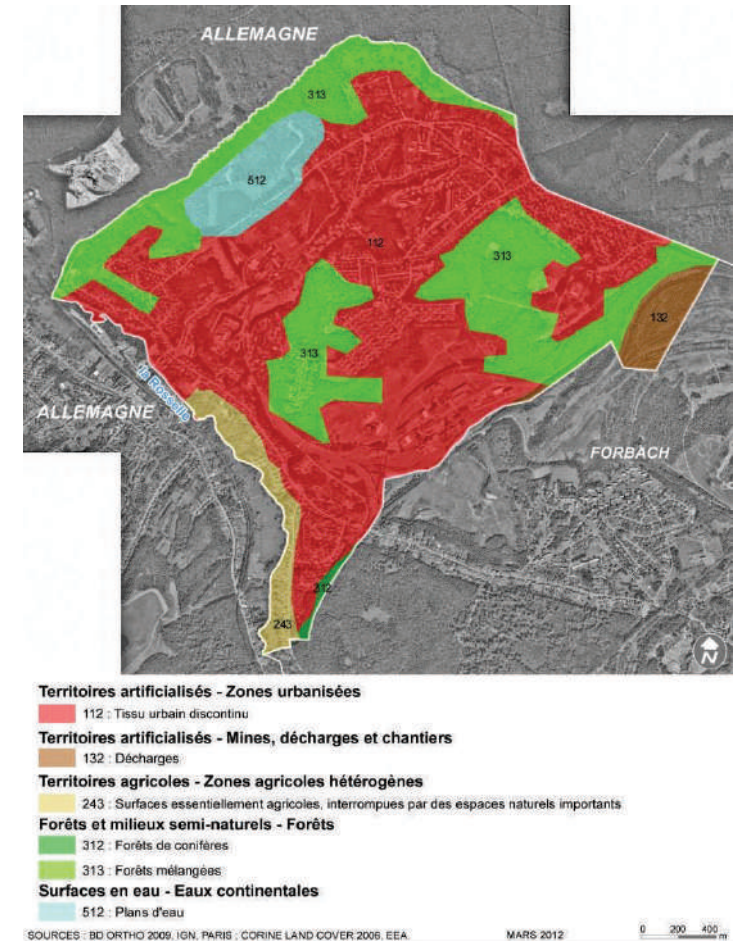 ALLEMAGNE
313
512
112
313
132
313
la Rosselle
ALLEMAGNE
FORBACH
312
243
N
Territoires artificialisés - Zones urbanisées
112 : Tissu urbain discontinu
Territoires artificialisés - Mines, décharges et chantiers
132 : Décharges
Territoires agricoles - Zones agricoles hétérogènes
243 : Surfaces essentiellement agricoles, interrompues par des espaces naturels importants
Forêts et milieux semi-naturels - Forêts
312 : Forêts de conifères
313 : Forêts mélangées
Surfaces en eau - Eaux continentales
512 : Plans d'eau
SOURCES : BD ORTHO 2009, IGN, PARIS ; CORINE LAND COVER 2006, EEA. MARS 2012
0 200 400 m